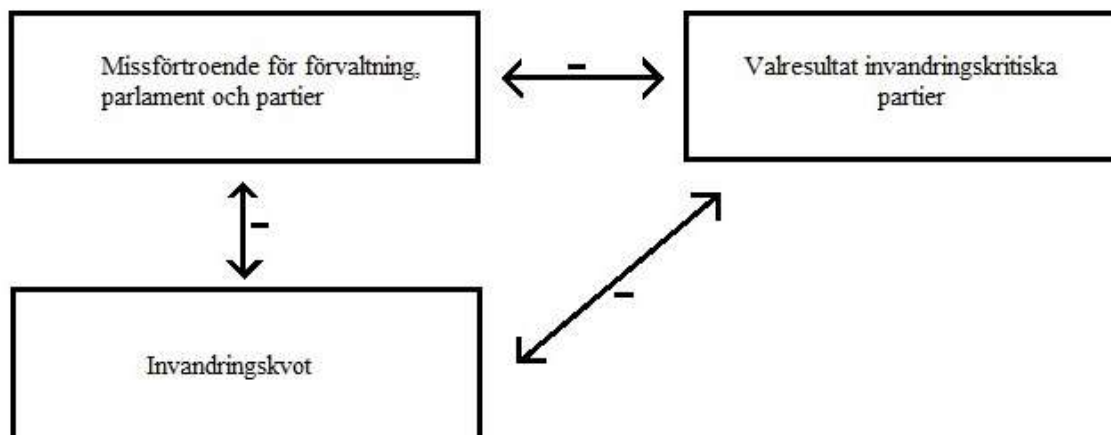 Missförtroende för förvaltning,
parlament och partier
-
Valresultat invandringskritiska
partier
-
-
Invandringskvot